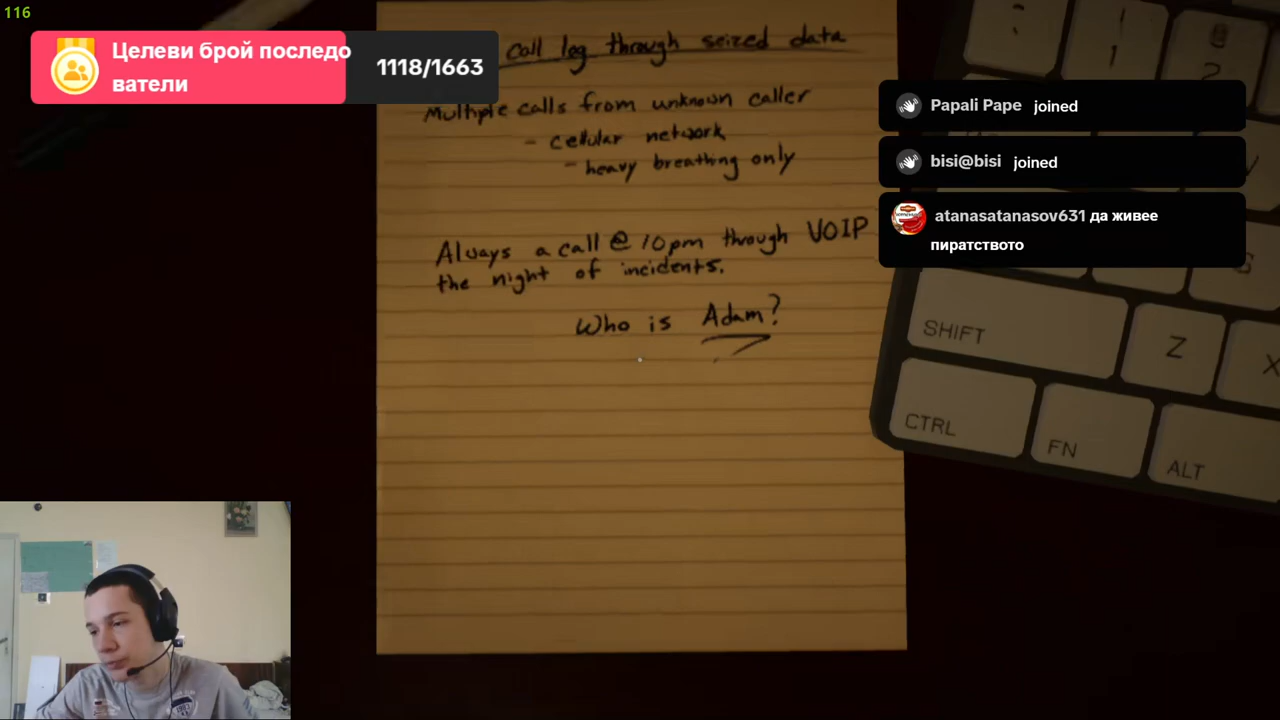 116
Целеви брой последо
ватели
1118/1663
call log through seized data
Multiple calls from unknown caller
- cellular network
- heavy breathing only
Always a call @ 10pm through VOIP
the night of incidents.
Who is Adam?
Papali Pape joined
bisi@bisi joined
atanasatanasov631 да живее
пиратството
SHIFT
Z
X
CTRL
FN
ALT